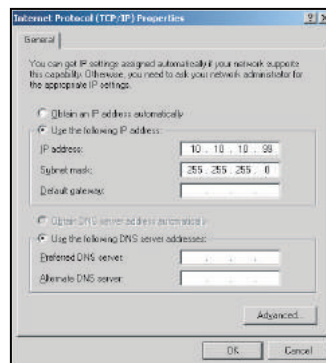 Internet Protocol (TCP/IP) Properties
General
You can get IP settings assigned automatically if your network supports
this capability. Otherwise, you need to ask your network administrator for
the appropriate IP settings.
Obtain an IP address automatically
Use the following IP address:
IP address: 10 . 10 . 10 . 99
Subnet mask: 255 . 255 . 255 . 0
Default gateway: . . .
Obtain DNS server address automatically
Use the following DNS server addresses:
Preferred DNS server: . . .
Alternate DNS server: . . .
Advanced...
OK Cancel